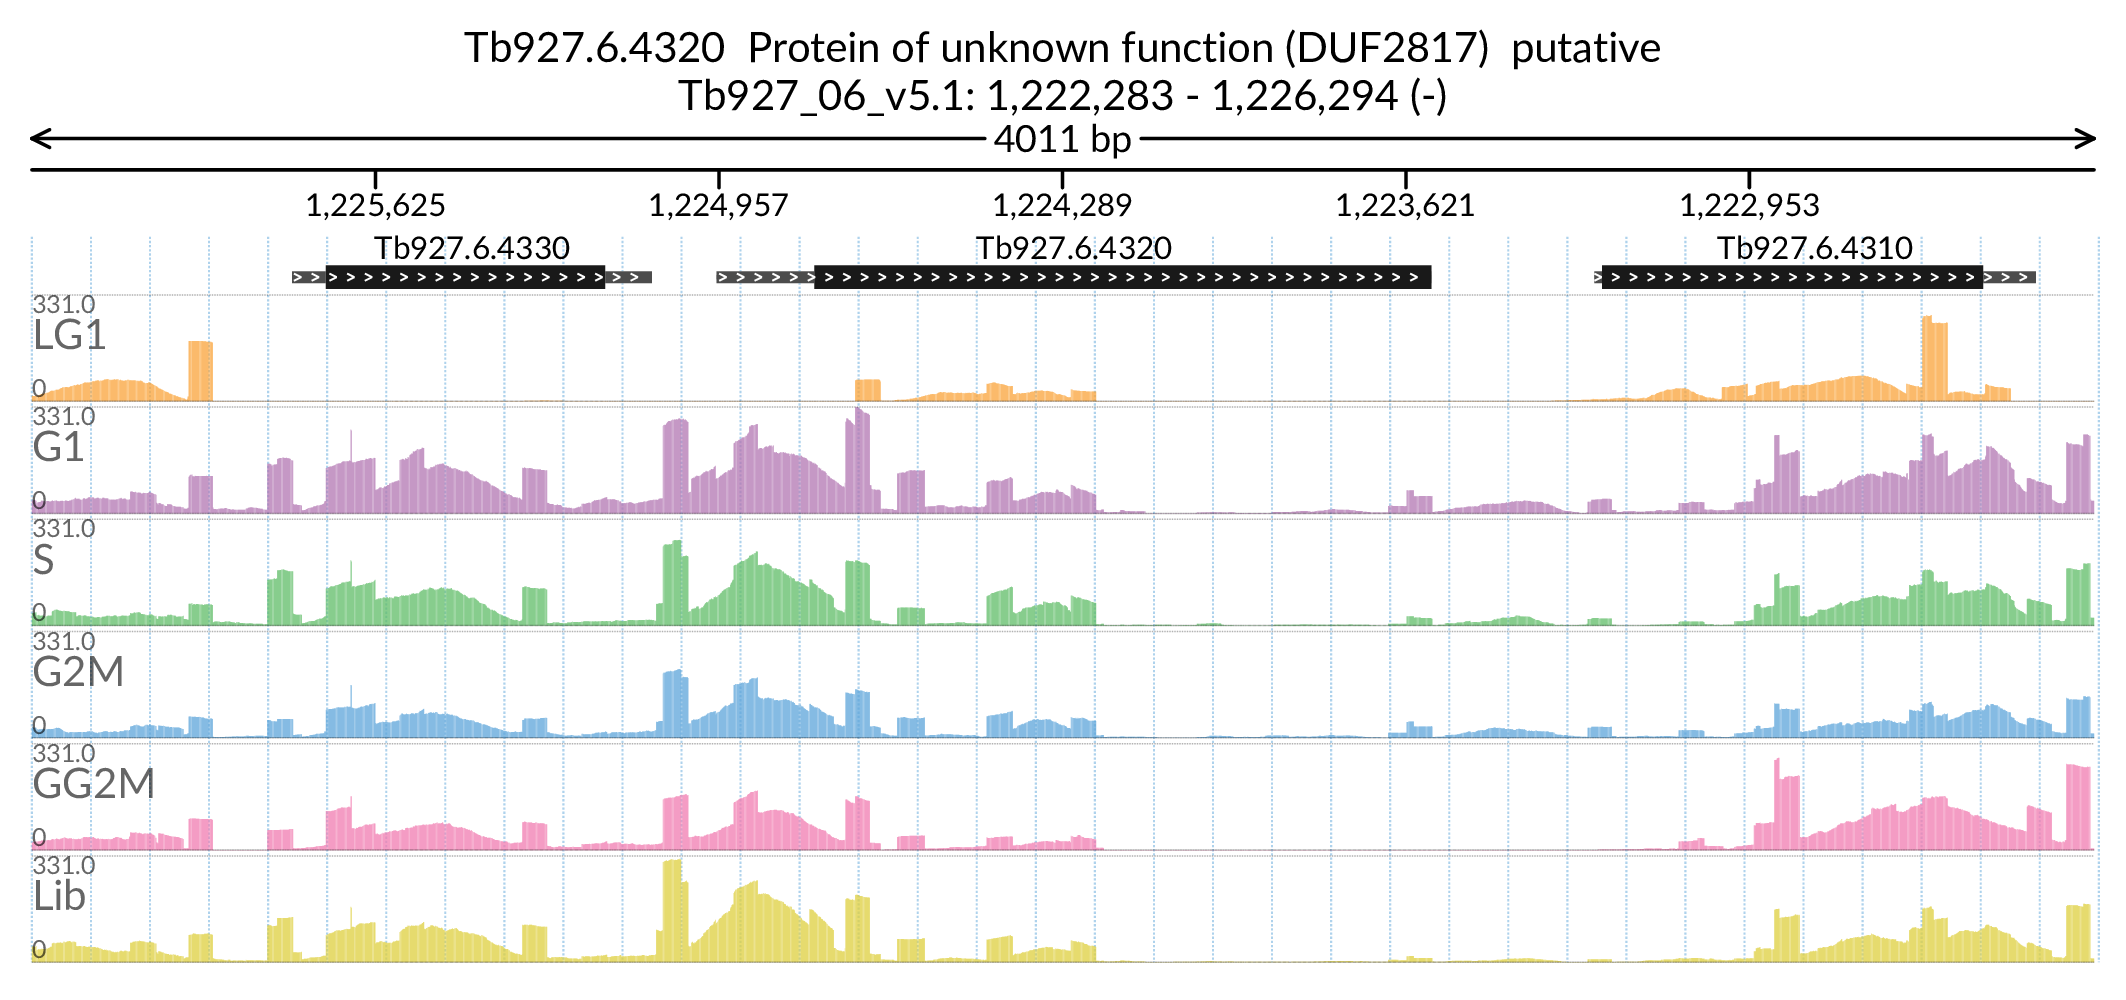 Tb927.6.4320 Protein of unknown function (DUF2817) putative
Tb927_06_v5.1: 1,222,283 - 1,226,294 (-)
4011 bp
1,225,625 1,224,957 1,224,289 1,223,621 1,222,953
Tb927.6.4330 Tb927.6.4320 Tb927.6.4310
331.0
LG1
0
331.0
G1
0
331.0
S
0
331.0
G2M
0
331.0
GG2M
0
331.0
Lib
0